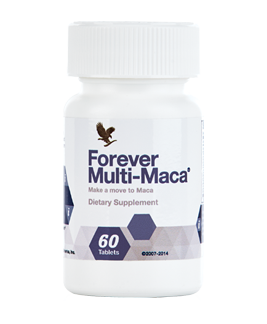 Forever
Multi-Maca®
Make a move to Maca
Dietary Supplement
60
Tablets
©2007-2014